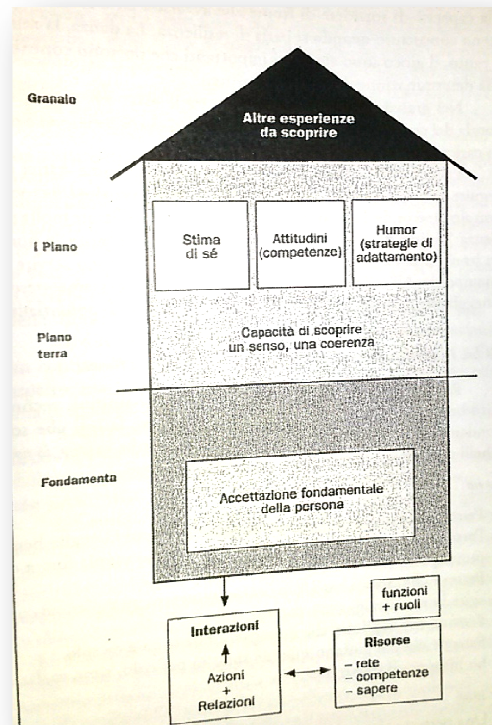 Granaio
Altre esperienze
da scoprire
I Piano
Stima
di sé
Attitudini
(competenze)
Humor
(strategie di
adattamento)
Piano
terra
Capacità di scoprire
un senso, una coerenza
Fondamenta
Accettazione fondamentale
della persona
funzioni
+ ruoli
Interazioni
Azioni
+
Relazioni
Risorse
– rete
– competenze
– sapere